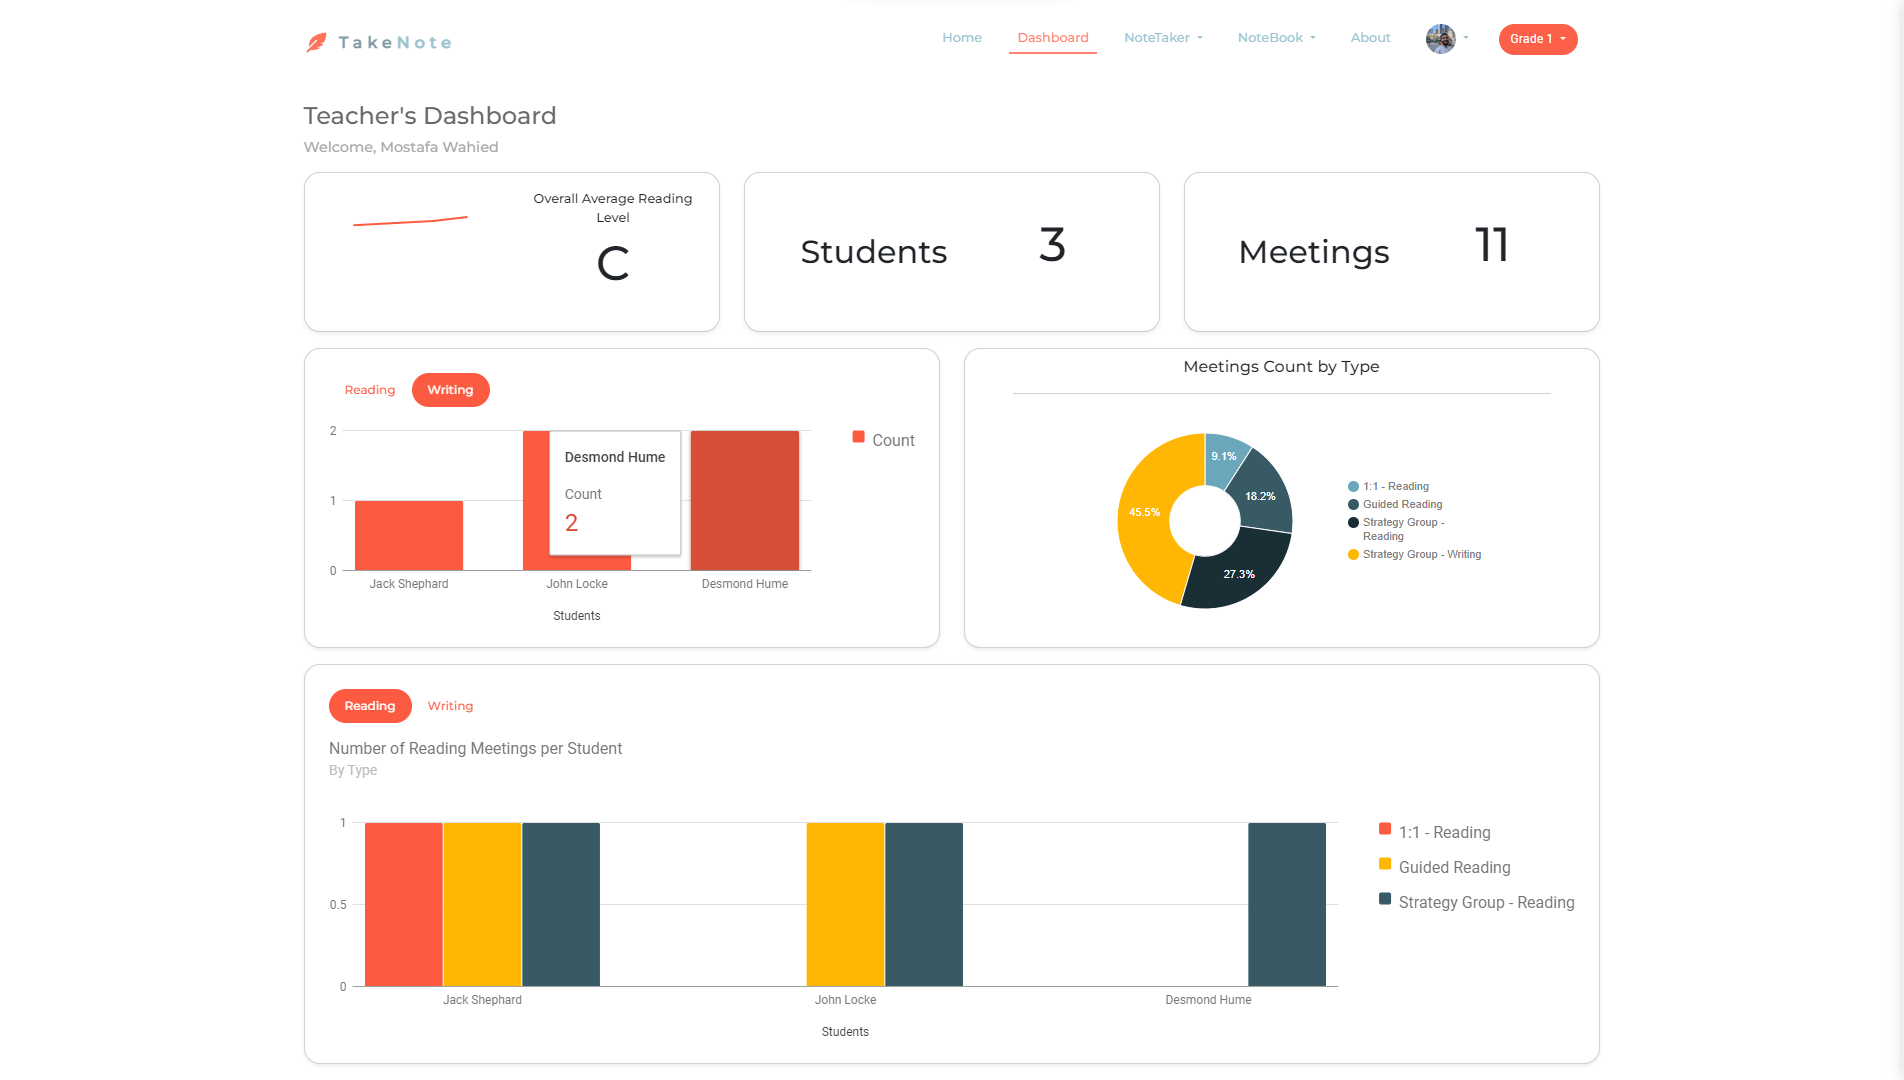 TakeNote
Home
Dashboard
NoteTaker
NoteBook
About
Grade 1
Teacher's Dashboard
Welcome, Mostafa Wahied
Overall Average Reading
Level
C
Students
3
Meetings
11
Reading
Writing
2
1
0
Jack Shephard
John Locke
Desmond Hume
Students
Count
Desmond Hume
Count
2
Meetings Count by Type
9.1%
18.2%
27.3%
45.5%
1:1 - Reading
Guided Reading
Strategy Group -
Reading
Strategy Group - Writing
Reading
Writing
Number of Reading Meetings per Student
By Type
1
0.5
0
Jack Shephard
John Locke
Desmond Hume
Students
1:1 - Reading
Guided Reading
Strategy Group - Reading